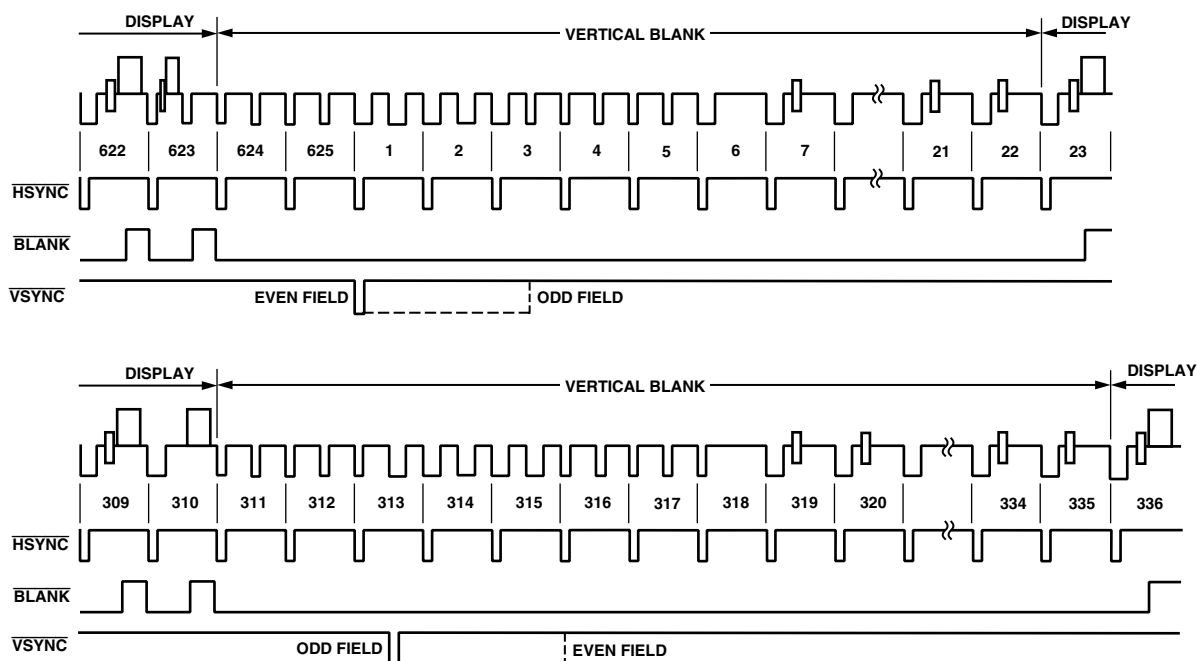 DISPLAY VERTICAL BLANK DISPLAY
622 623 624 625 1 2 3 4 5 6 7 21 22 23
HSYNC
BLANK
VSYNC
EVEN FIELD ODD FIELD
DISPLAY VERTICAL BLANK DISPLAY
309 310 311 312 313 314 315 316 317 318 319 320 334 335 336
HSYNC
BLANK
VSYNC
ODD FIELD EVEN FIELD